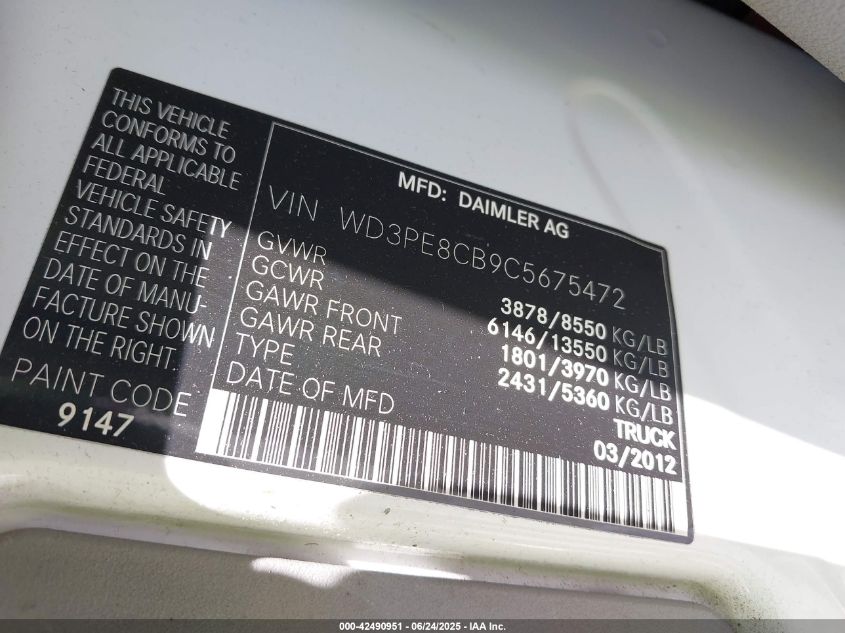 THIS VEHICLE
CONFORMS TO
ALL APPLICABLE
FEDERAL
VEHICLE SAFETY
STANDARDS IN
EFFECT ON THE
DATE OF MANU-
FACTURE SHOWN
ON THE RIGHT
PAINT CODE
9147
MFD: DAIMLER AG
VIN WD3PE8CB9C5675472
GVWR 3878/8550 KG/LB
GCWR 6146/13550 KG/LB
GAWR FRONT 1801/3970 KG/LB
GAWR REAR 2431/5360 KG/LB
TYPE TRUCK
DATE OF MFD 03/2012
000-42490951 - 06/24/2025 - IAA Inc.